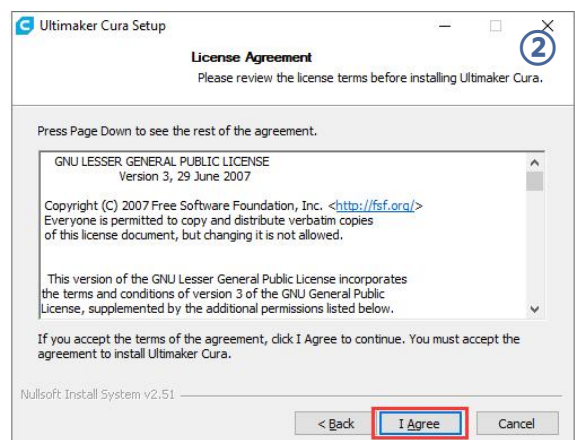 Ultimaker Cura Setup
②
License Agreement
Please review the license terms before installing Ultimaker Cura.
Press Page Down to see the rest of the agreement.
GNU LESSER GENERAL PUBLIC LICENSE
Version 3, 29 June 2007
Copyright (C) 2007 Free Software Foundation, Inc. <http://fsf.org/>
Everyone is permitted to copy and distribute verbatim copies
of this license document, but changing it is not allowed.
This version of the GNU Lesser General Public License incorporates
the terms and conditions of version 3 of the GNU General Public
License, supplemented by the additional permissions listed below.
If you accept the terms of the agreement, click I Agree to continue. You must accept the
agreement to install Ultimaker Cura.
Nullsoft Install System v2.51
< Back I Agree Cancel